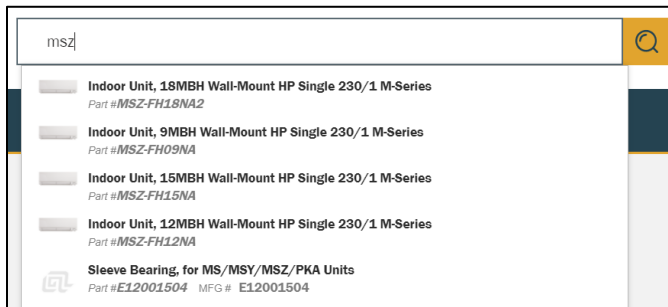 msz
Indoor Unit, 18MBH Wall-Mount HP Single 230/1 M-Series
Part #MSZ-FH18NA2
Indoor Unit, 9MBH Wall-Mount HP Single 230/1 M-Series
Part #MSZ-FH09NA
Indoor Unit, 15MBH Wall-Mount HP Single 230/1 M-Series
Part #MSZ-FH15NA
Indoor Unit, 12MBH Wall-Mount HP Single 230/1 M-Series
Part #MSZ-FH12NA
Sleeve Bearing, for MS/MSY/MSZ/PKA Units
Part #E12001504 MFG # E12001504